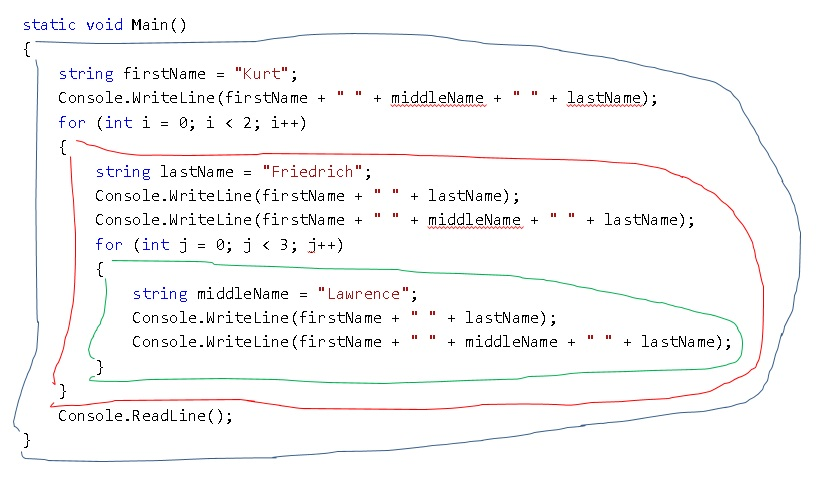 static void Main()
{
string firstName = "Kurt";
Console.WriteLine(firstName + " " + middleName + " " + lastName);
for (int i = 0; i < 2; i++)
{
string lastName = "Friedrich";
Console.WriteLine(firstName + " " + lastName);
Console.WriteLine(firstName + " " + middleName + " " + lastName);
for (int j = 0; j < 3; j++)
{
string middleName = "Lawrence";
Console.WriteLine(firstName + " " + lastName);
Console.WriteLine(firstName + " " + middleName + " " + lastName);
}
}
Console.ReadLine();
}